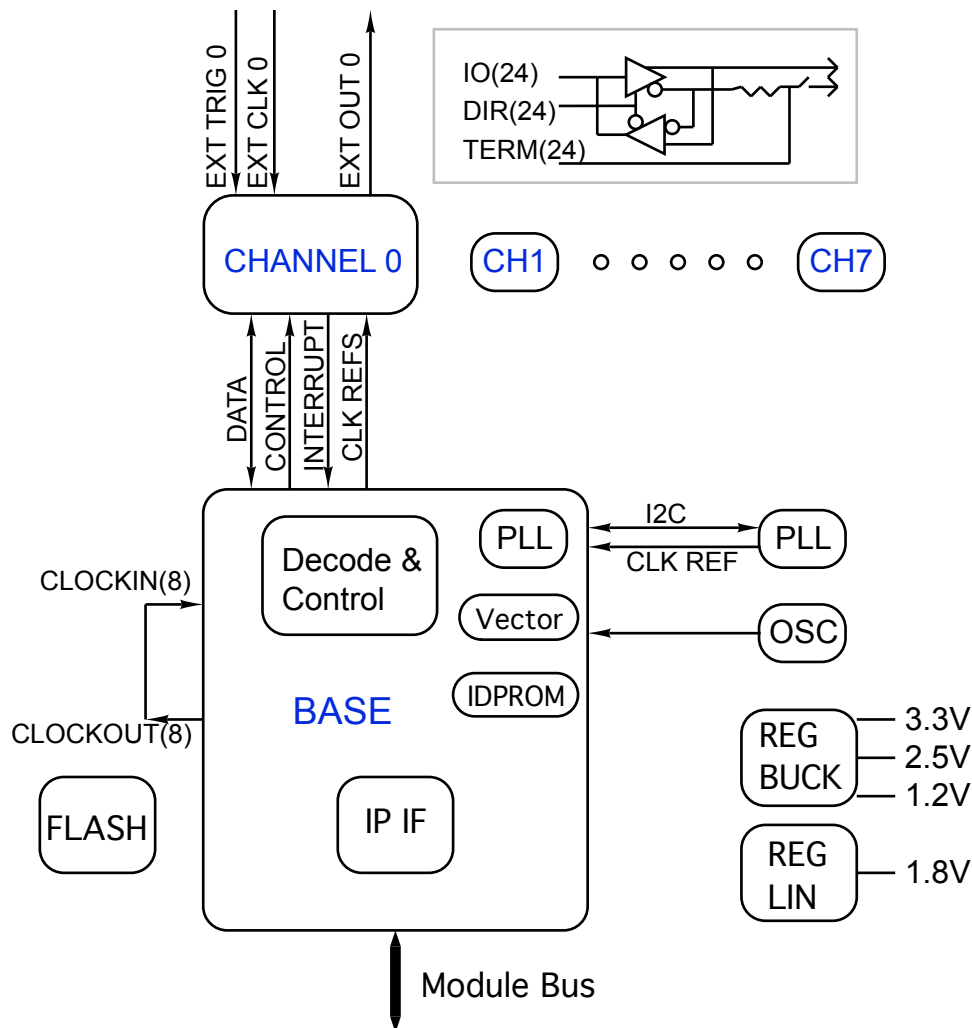 EXT TRIG 0
EXT CLK 0
EXT OUT 0
IO(24)
DIR(24)
TERM(24)
CHANNEL 0
CH1
CH7
DATA
CONTROL
INTERRUPT
CLK REFS
Decode &
Control
PLL
I2C
CLK REF
PLL
CLOCKIN(8)
Vector
OSC
IDPROM
BASE
CLOCKOUT(8)
REG
BUCK
3.3V
2.5V
1.2V
FLASH
IP IF
REG
LIN
1.8V
Module Bus